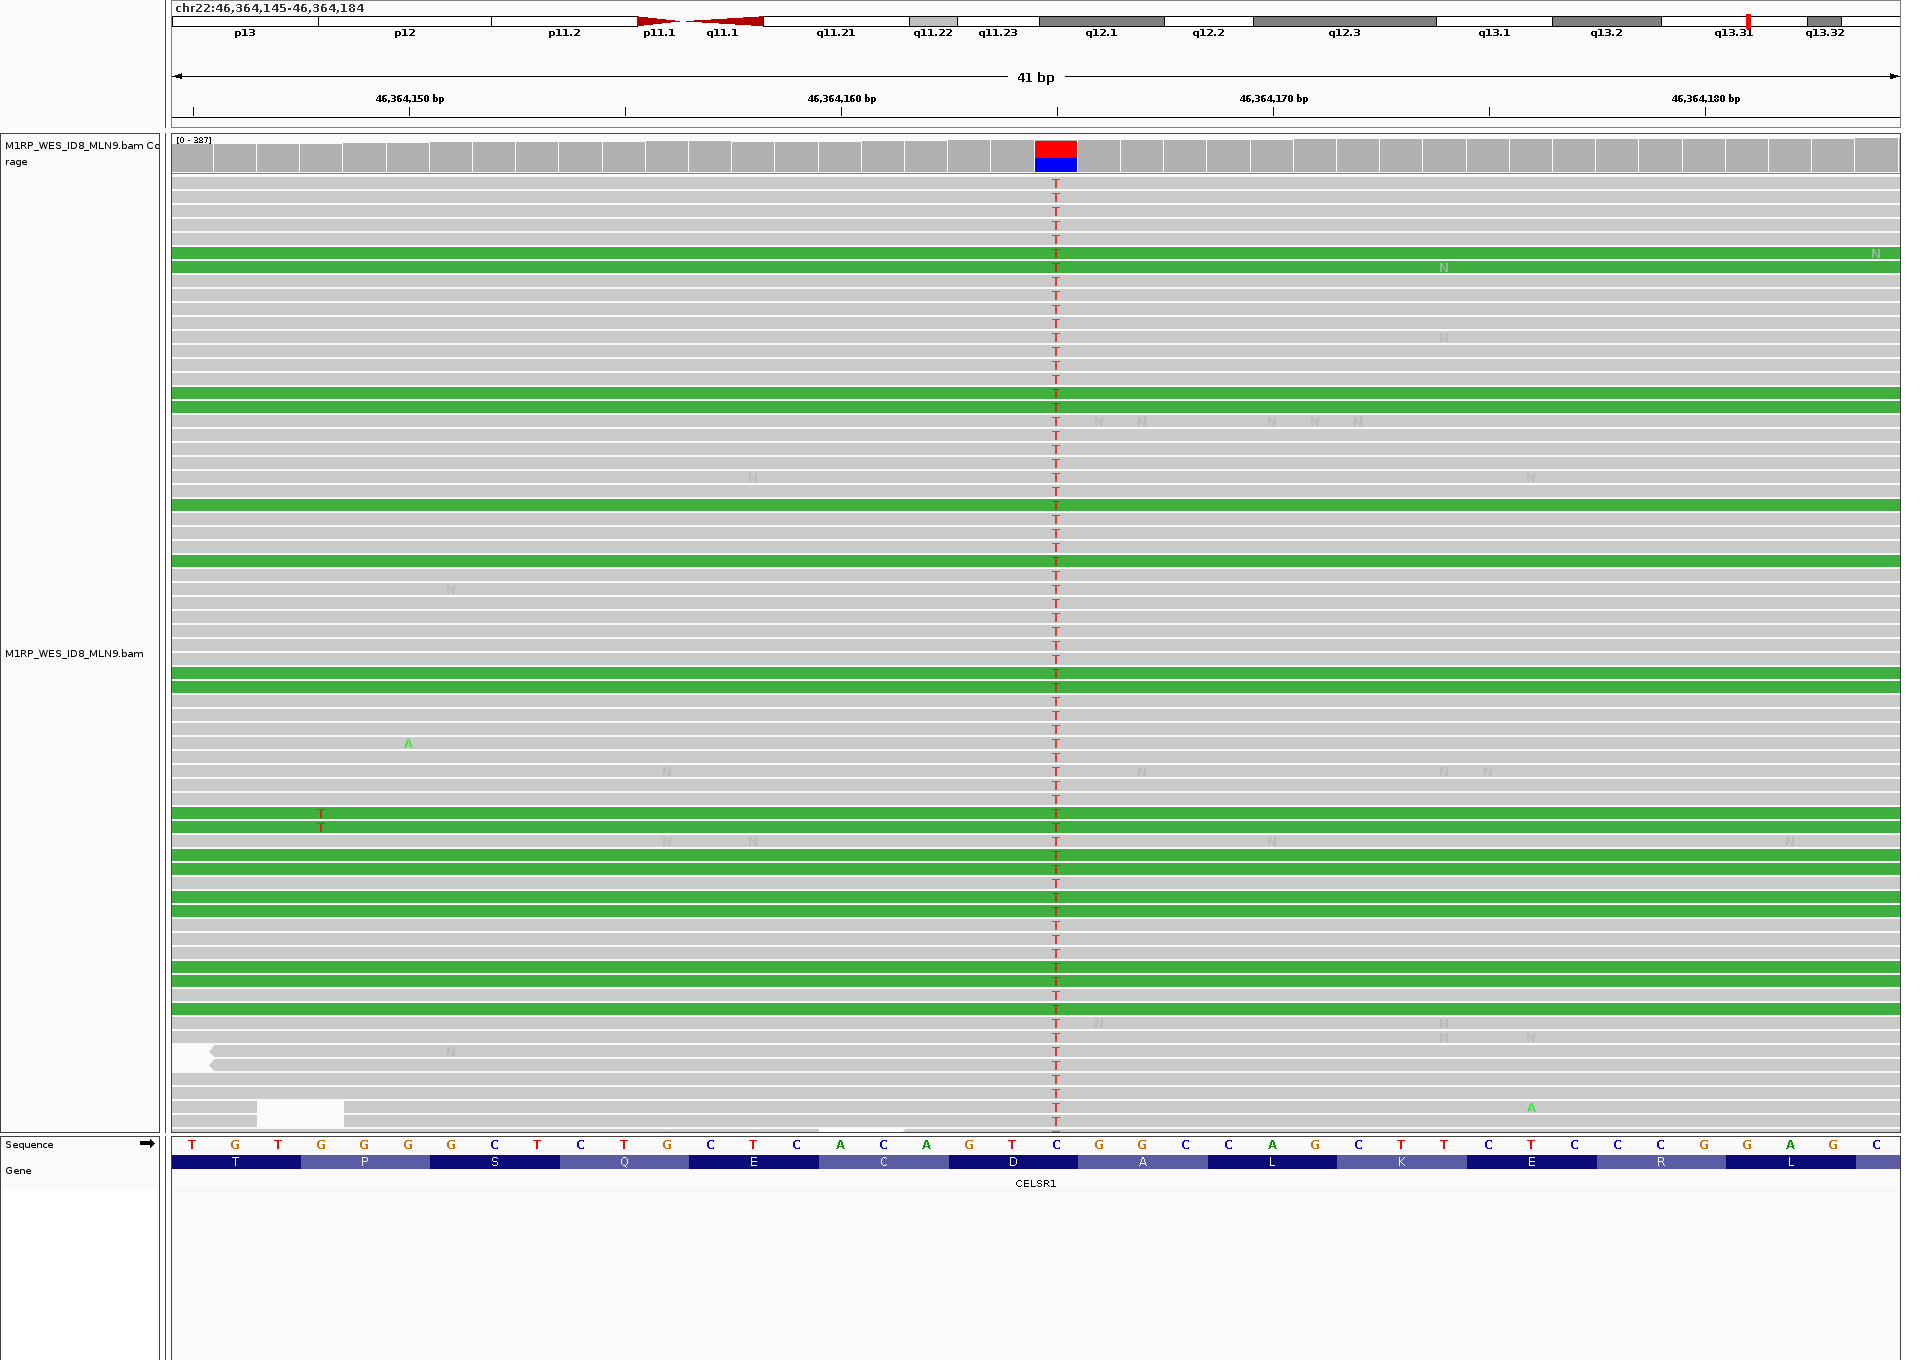 chr22:46,364,145-46,364,184
p13 p12 p11.2 p11.1 q11.1 q11.21 q11.22 q11.23 q12.1 q12.2 q12.3 q13.1 q13.2 q13.31 q13.32
41 bp
46,364,150 bp 46,364,160 bp 46,364,170 bp 46,364,180 bp
M1RP_WES_ID8_MLN9.bam Co
rage
[0 - 387]
T
T
T
T
T
T N
T N
T
T
T
T
T N
T
T
T
T
T
T N N N N N
T
T
T
N T N
T
T
T
T
T
T
T
N T
T
T
T
T
T
T
T
T
T
T
A T
T
N T N N N
T
T
T T
T T
N N T N N
T
T
T
T
T
T
T
T
T
T
T
T
T N N
T N N
N T
T
T
T
T A
T
M1RP_WES_ID8_MLN9.bam
Sequence T G T G G G G C T C T G C T C A C A G T C G G C C A G C T T C T C C C G G A G C
Gene T P S Q E C D A L K E R L
CELSR1